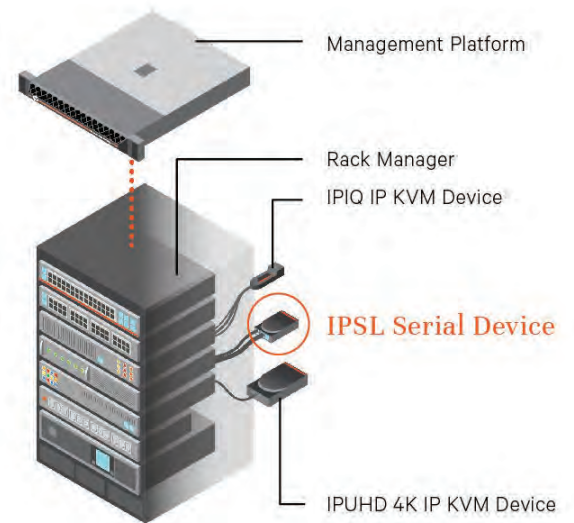 Management Platform
Rack Manager
IPIQ IP KVM Device
IPSL Serial Device
IPUHD 4K IP KVM Device